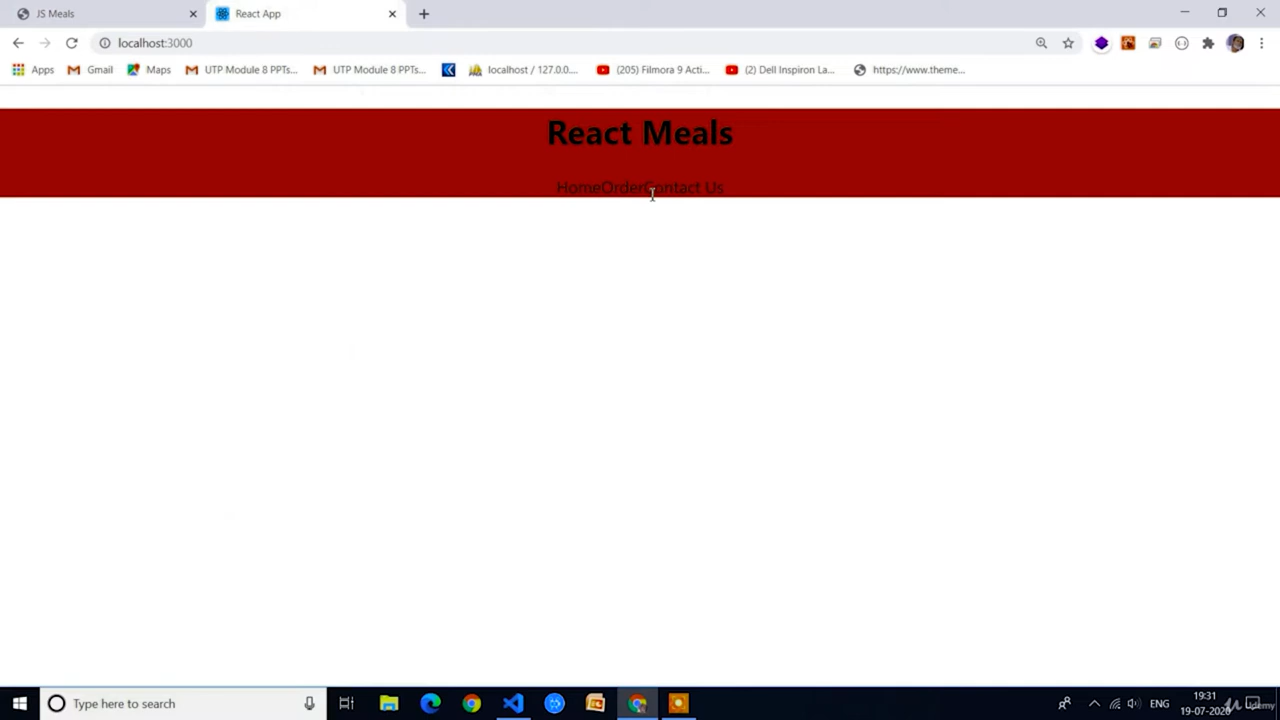 JS Meals
React App
localhost:3000
Apps
Gmail
Maps
UTP Module 8 PPTs...
UTP Module 8 PPTs...
localhost / 127.0.0....
(205) Filmora 9 Acti...
(2) Dell Inspiron La...
https://www.theme...
React Meals
HomeOrderContact Us
Type here to search
ENG
19:31
19-07-2020
Udemy